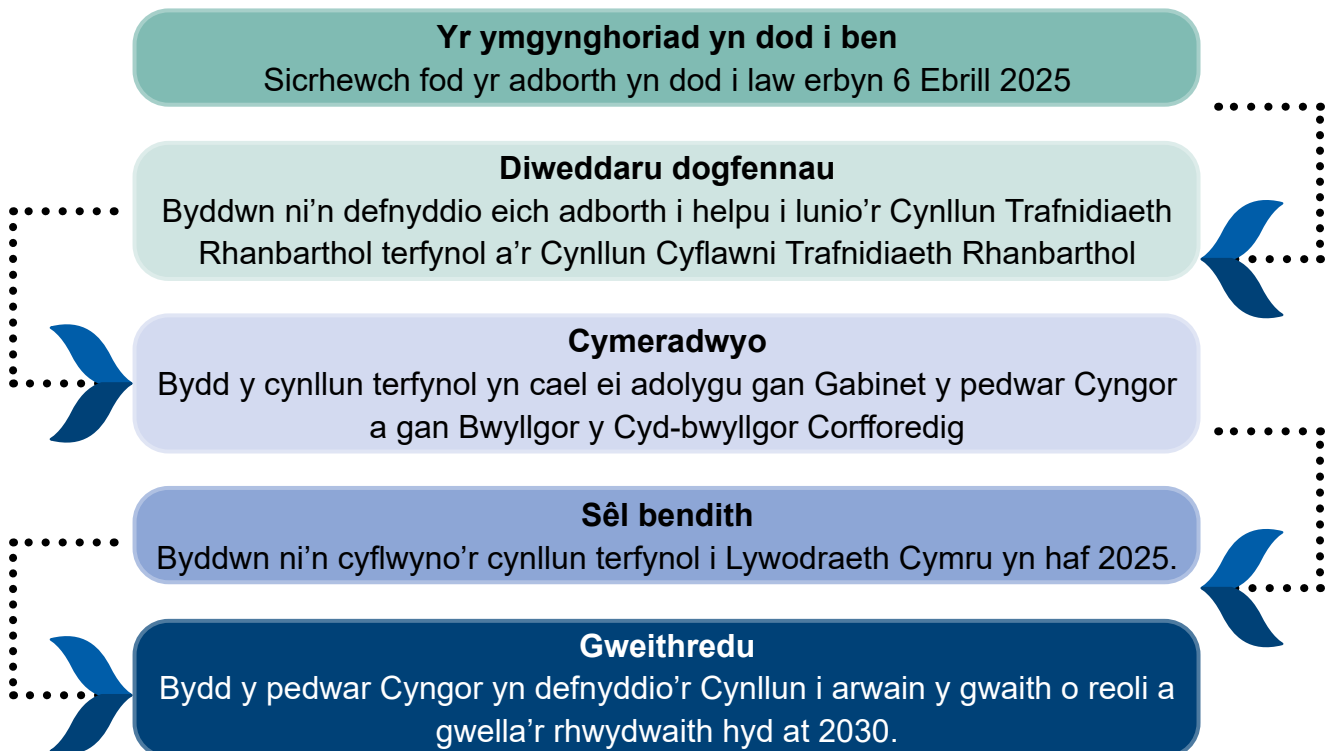 Yr ymgynghoriad yn dod i ben
Sicrhewch fod yr adborth yn dod i law erbyn 6 Ebrill 2025
Diweddaru dogfennau
Byddwn ni’n defnyddio eich adborth i helpu i lunio’r Cynllun Trafnidiaeth
Rhanbarthol terfynol a’r Cynllun Cyflawni Trafnidiaeth Rhanbarthol
Cymeradwyo
Bydd y cynllun terfynol yn cael ei adolygu gan Gabinet y pedwar Cyngor
a gan Bwyllgor y Cyd-bwyllgor Corfforedig
Sêl bendith
Byddwn ni’n cyflwyno’r cynllun terfynol i Lywodraeth Cymru yn haf 2025.
Gweithredu
Bydd y pedwar Cyngor yn defnyddio’r Cynllun i arwain y gwaith o reoli a
gwella’r rhwydwaith hyd at 2030.